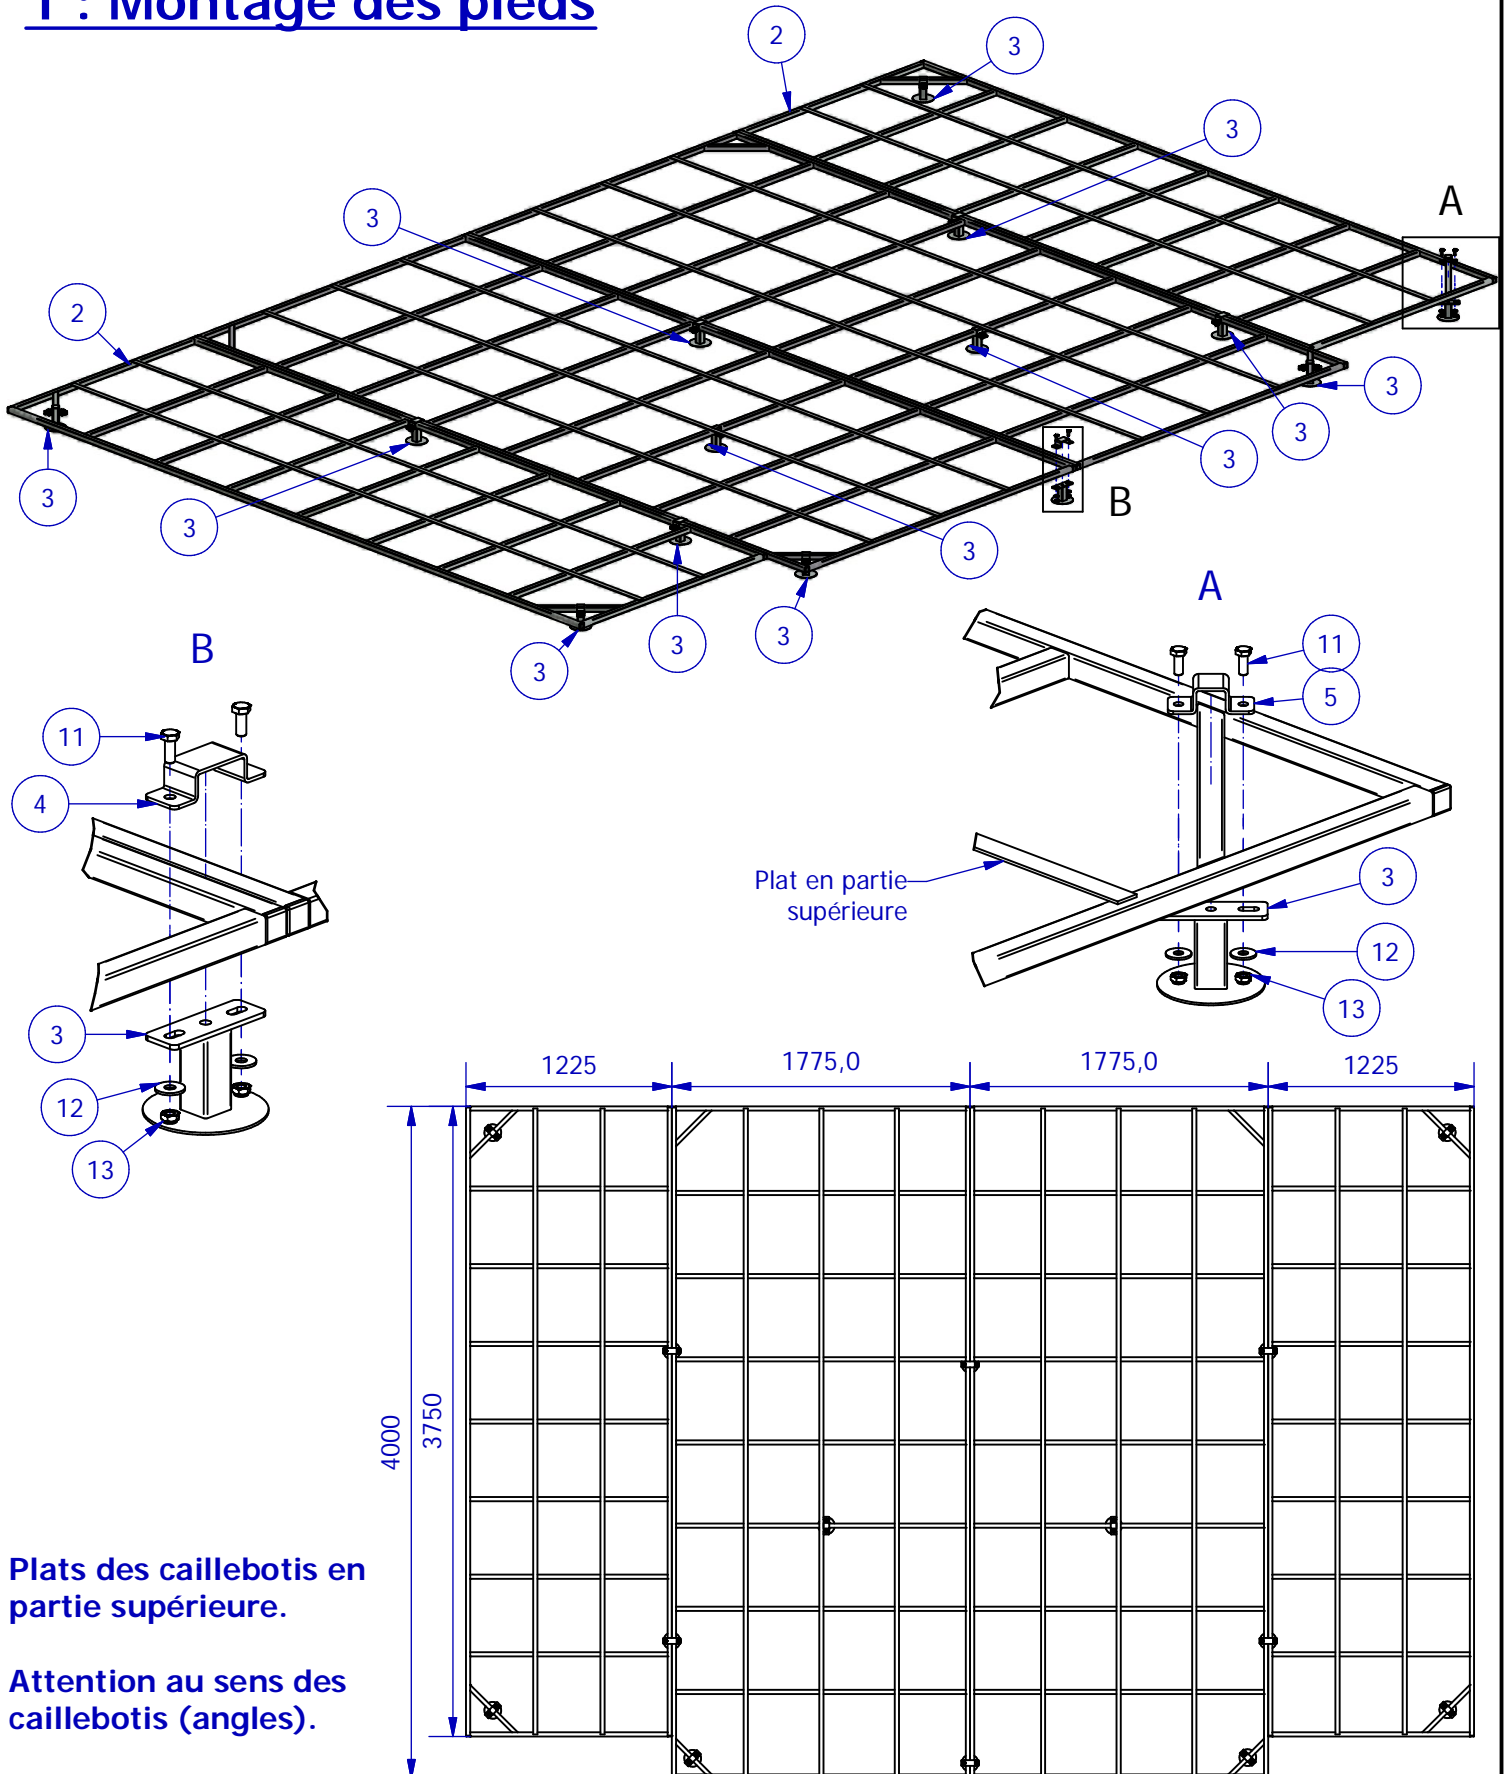 1 : Montage des pieds
2
3
3
3
A
2
3
3
3
3
3
3
B
3
3
3
3
3
A
B
11
5
11
4
Plat en partie
supérieure
3
12
3
13
12
13
1225
1775,0
1775,0
1225
4000
3750
Plats des caillebotis en
partie supérieure.
Attention au sens des
caillebotis (angles).